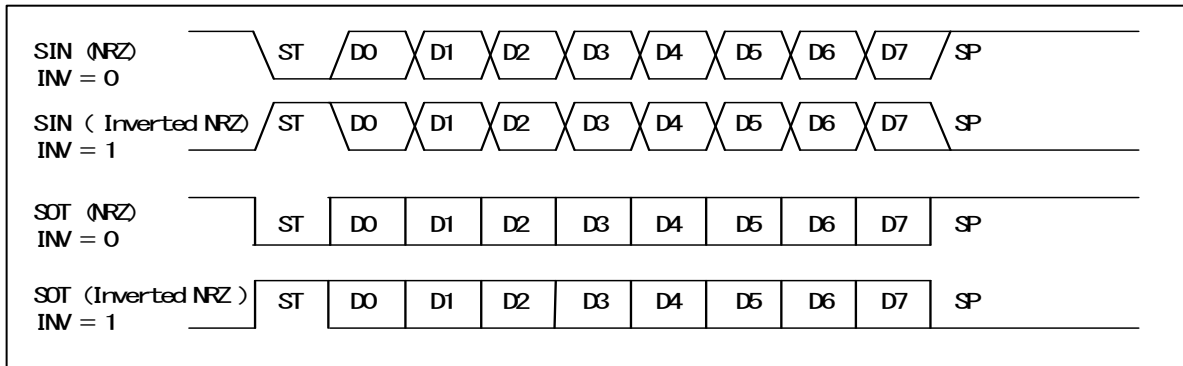 SIN (NRZ)
INV = 0
ST D0 D1 D2 D3 D4 D5 D6 D7 SP
SIN ( Inverted NRZ)
INV = 1
ST D0 D1 D2 D3 D4 D5 D6 D7 SP
SOT (NRZ)
INV = 0
ST D0 D1 D2 D3 D4 D5 D6 D7 SP
SOT (Inverted NRZ )
INV = 1
ST D0 D1 D2 D3 D4 D5 D6 D7 SP